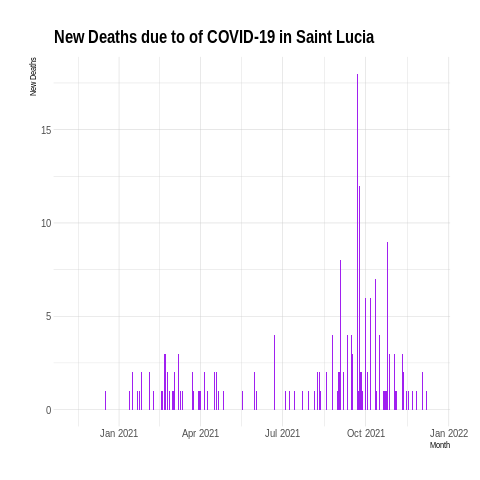 New Deaths due to of COVID-19 in Saint Lucia
New Deaths
15
10
5
0
Jan 2021 Apr 2021 Jul 2021 Oct 2021 Jan 2022
Month